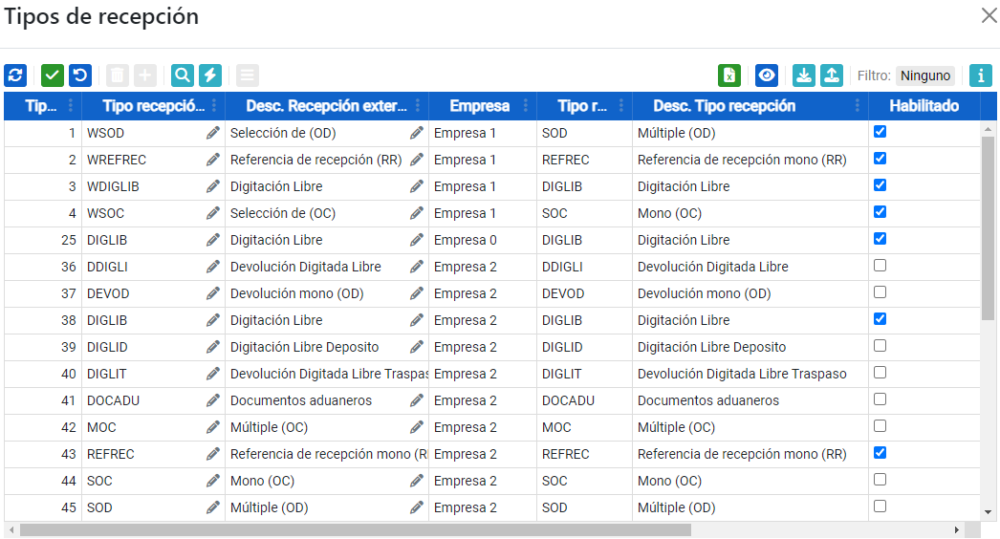 Tipos de recepción
Filtro: Ninguno
Tip... Tipo recepció... Desc. Recepción exter... Empresa Tipo r... Desc. Tipo recepción Habilitado
1 WSOD Selección de (OD) Empresa 1 SOD Múltiple (OD)
2 WREFREC Referencia de recepción (RR) Empresa 1 REFREC Referencia de recepción mono (RR)
3 WDIGLIB Digitación Libre Empresa 1 DIGLIB Digitación Libre
4 WSOC Selección de (OC) Empresa 1 SOC Mono (OC)
25 DIGLIB Digitación Libre Empresa 0 DIGLIB Digitación Libre
36 DDIGLI Devolución Digitada Libre Empresa 2 DDIGLI Devolución Digitada Libre
37 DEVOD Devolución mono (OD) Empresa 2 DEVOD Devolución mono (OD)
38 DIGLIB Digitación Libre Empresa 2 DIGLIB Digitación Libre
39 DIGLID Digitación Libre Deposito Empresa 2 DIGLID Digitación Libre Deposito
40 DIGLIT Devolución Digitada Libre Traspas Empresa 2 DIGLIT Devolución Digitada Libre Traspaso
41 DOCADU Documentos aduaneros Empresa 2 DOCADU Documentos aduaneros
42 MOC Múltiple (OC) Empresa 2 MOC Múltiple (OC)
43 REFREC Referencia de recepción mono (R Empresa 2 REFREC Referencia de recepción mono (RR)
44 SOC Mono (OC) Empresa 2 SOC Mono (OC)
45 SOD Múltiple (OD) Empresa 2 SOD Múltiple (OD)